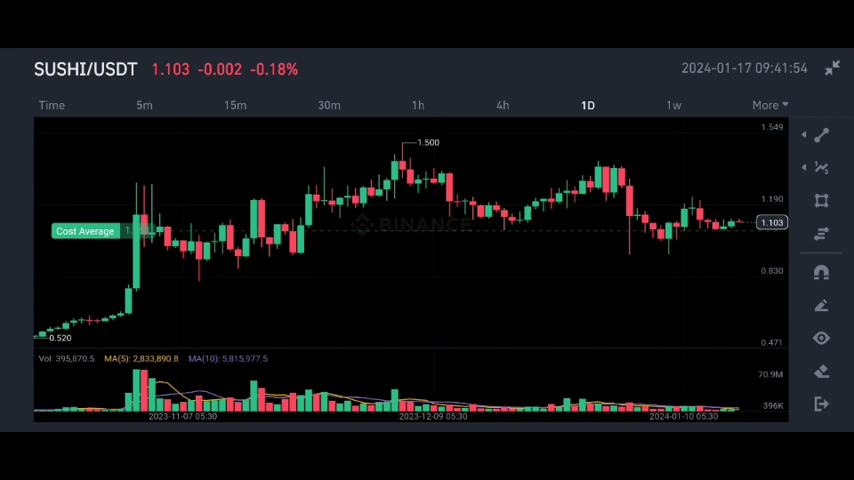 SUSHI/USDT 1.103 -0.002 -0.18% 2024-01-17 09:41:54
Time 5m 15m 30m 1h 4h 1D 1w More
1.549
1.500
1.190
BINANCE
1.103
Cost Average
0.830
0.520
0.471
Vol: 395,870.5 MA(5): 2,833,890.8 MA(10): 5,815,977.5
70.9M
396K
2023-11-07 05:30 2023-12-09 05:30 2024-01-10 05:30